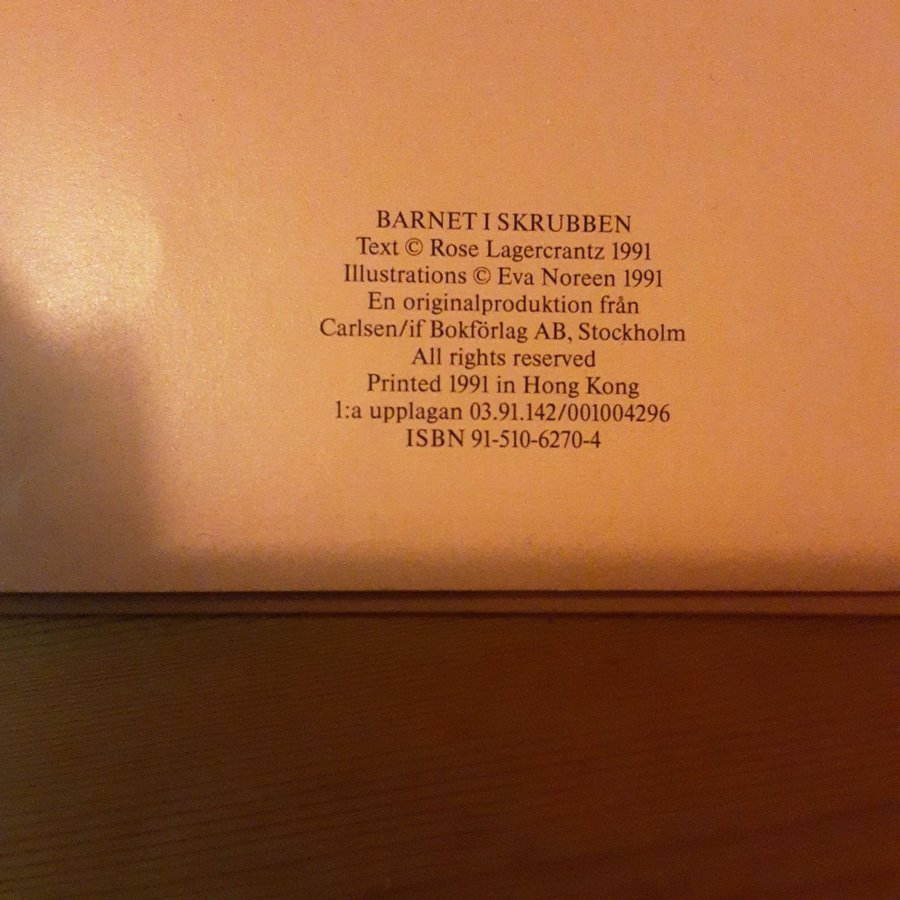 BARNET I SKRUBBEN
Text © Rose Lagercrantz 1991
Illustrations © Eva Noreen 1991
En originalproduktion från
Carlsen/if Bokförlag AB, Stockholm
All rights reserved
Printed 1991 in Hong Kong
1:a upplagan 03.91.142/001004296
ISBN 91-510-6270-4